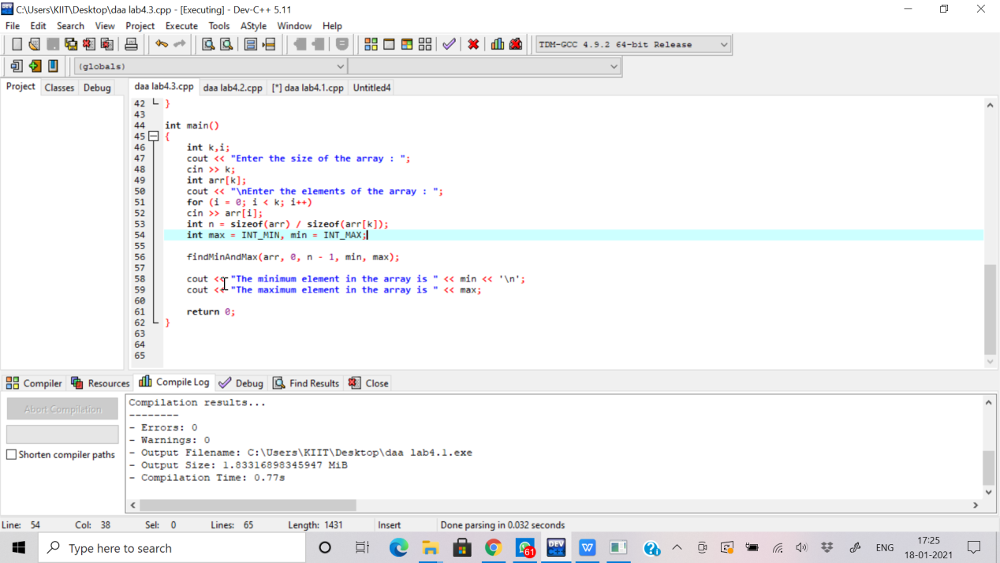 C:\Users\KIIT\Desktop\daa lab4.3.cpp - [Executing] - Dev-C++ 5.11
File Edit Search View Project Execute Tools AStyle Window Help
TDM-GCC 4.9.2 64-bit Release
(globals)
Project Classes Debug
daa lab4.3.cpp daa lab4.2.cpp [*] daa lab4.1.cpp Untitled4
42 }
43
44 int main()
45 {
46 int k,i;
47 cout << "Enter the size of the array : ";
48 cin >> k;
49 int arr[k];
50 cout << "\nEnter the elements of the array : ";
51 for (i = 0; i < k; i++)
52 cin >> arr[i];
53 int n = sizeof(arr) / sizeof(arr[k]);
54 int max = INT_MIN, min = INT_MAX;
55
56 findMinAndMax(arr, 0, n - 1, min, max);
57
58 cout << "The minimum element in the array is " << min << '\n';
59 cout << "The maximum element in the array is " << max;
60
61 return 0;
62 }
63
64
65
Compiler Resources Compile Log Debug Find Results Close
Abort Compilation
Shorten compiler paths
Compilation results...
--------
- Errors: 0
- Warnings: 0
- Output Filename: C:\Users\KIIT\Desktop\daa lab4.1.exe
- Output Size: 1.83316898345947 MiB
- Compilation Time: 0.77s
Line: 54 Col: 38 Sel: 0 Lines: 65 Length: 1431 Insert Done parsing in 0.032 seconds
Type here to search
61
DEV
W
ENG
17:25
18-01-2021